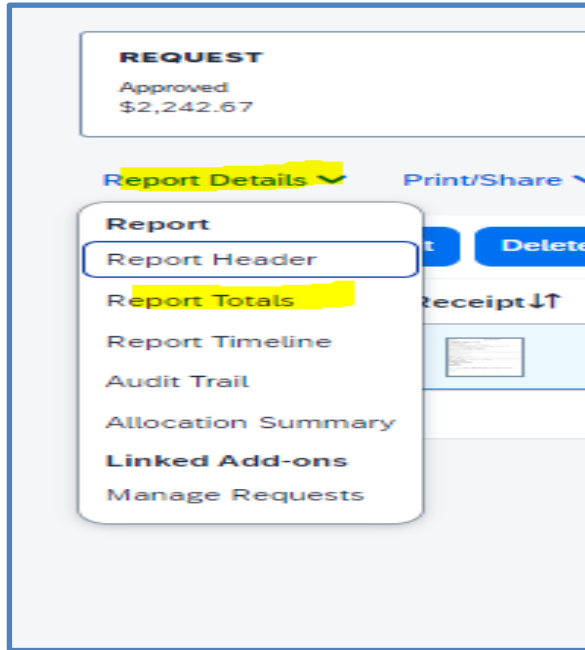 REQUEST
Approved
$2,242.67
Report Details Print/Share
Report
Report Header
Delete
Report Totals
Receipt
Report Timeline
Audit Trail
Allocation Summary
Linked Add-ons
Manage Requests